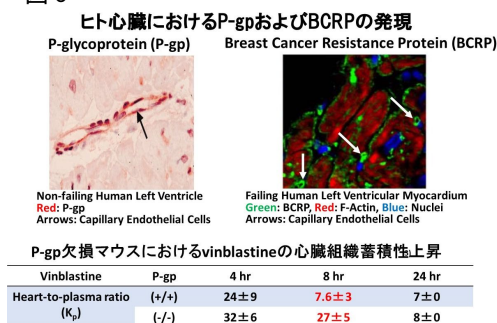 ヒト心臓におけるP-gpおよびBCRPの発現
P-glycoprotein (P-gp)
Breast Cancer Resistance Protein (BCRP)
Non-failing Human Left Ventricle
Red: P-gp
Arrows: Capillary Endothelial Cells
Failing Human Left Ventricular Myocardium
Green: BCRP, Red: F-Actin, Blue: Nuclei
Arrows: Capillary Endothelial Cells
P-gp欠損マウスにおけるvinblastineの心臓組織蓄積性上昇
Vinblastine P-gp 4 hr 8 hr 24 hr
Heart-to-plasma ratio (+/+) 24±9 7.6±3 7±0
(Kp) (-/-) 32±6 27±5 8±0